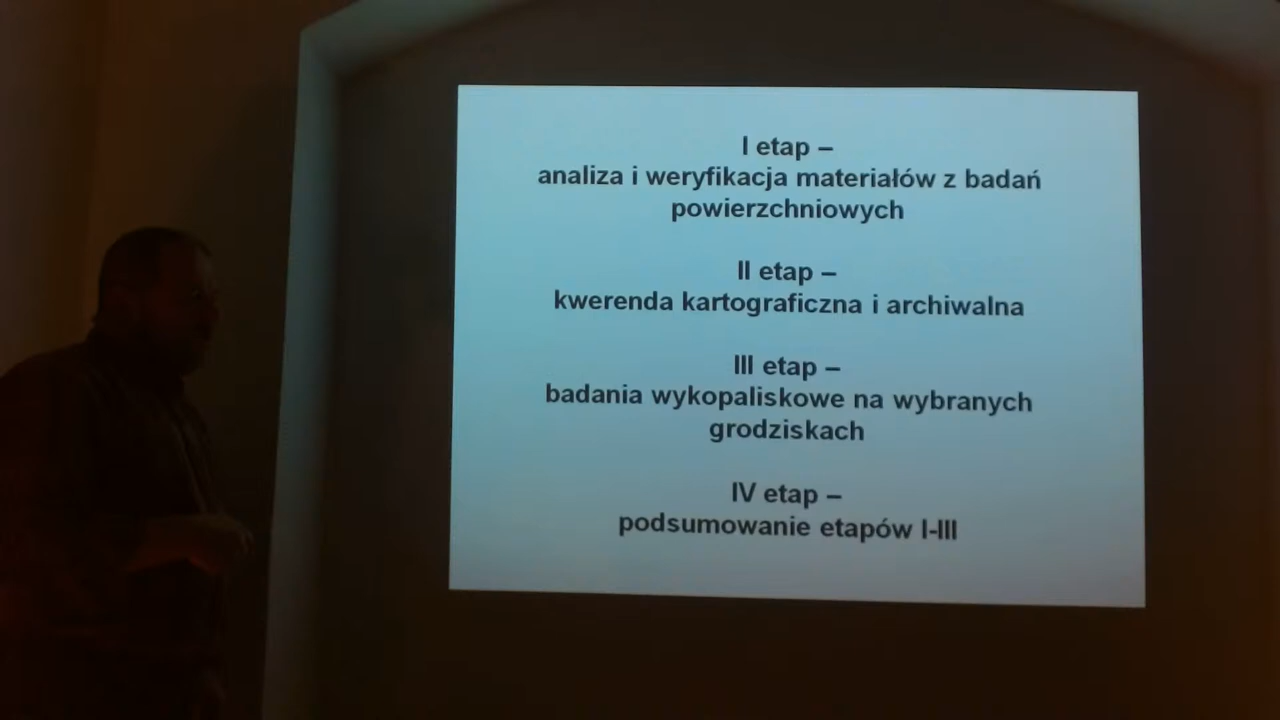 I etap –
analiza i weryfikacja materiałów z badań
powierzchniowych
II etap –
kwerenda kartograficzna i archiwalna
III etap –
badania wykopaliskowe na wybranych
grodziskach
IV etap –
podsumowanie etapów I-III